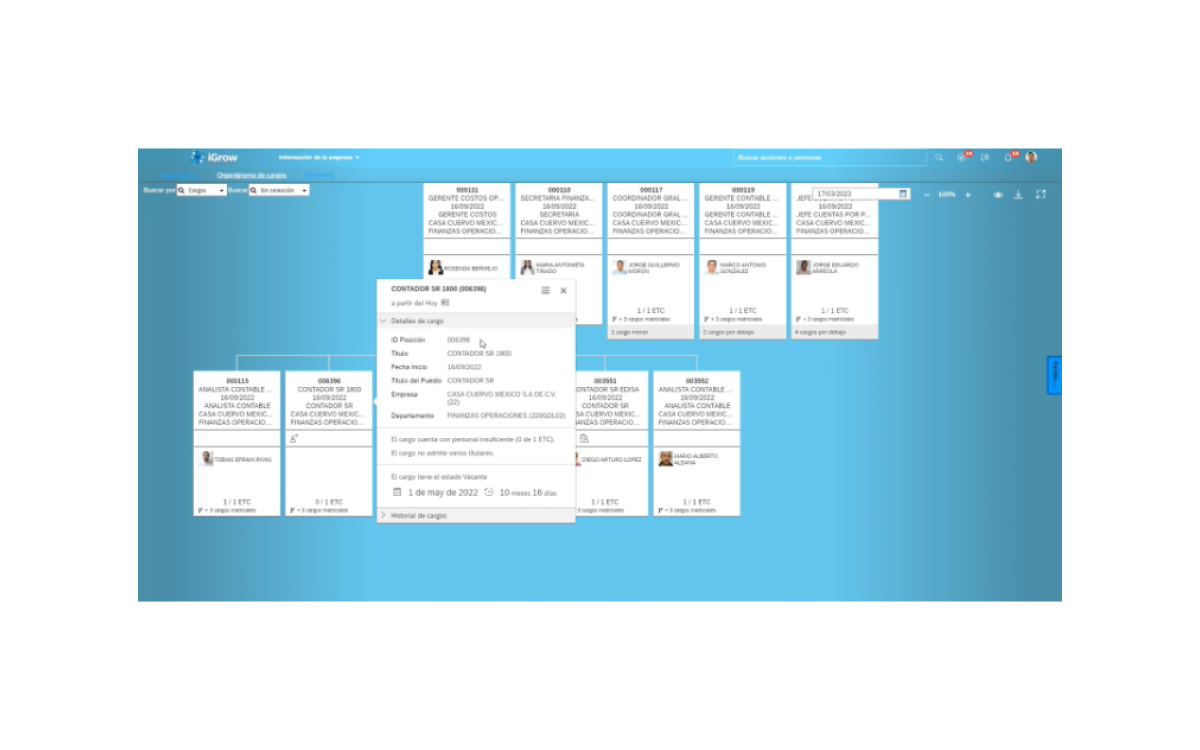 iGrow
Información de la empresa
Buscar acciones o personas
Organigrama de cargos
Buscar por Cargos Buscar Sin selección
17/03/2023
100%
000111
GERENTE COSTOS OP...
16/09/2022
GERENTE COSTOS
CASA CUERVO MEXIC...
FINANZAS OPERACIO...
ROSENDA BERMEJO
000110
SECRETARIA FINANZA...
16/09/2022
SECRETARIA
CASA CUERVO MEXIC...
FINANZAS OPERACIO...
MARIA ANTONIETA
TIRADO
000117
COORDINADOR GRAL ...
16/09/2022
COORDINADOR GRAL ...
CASA CUERVO MEXIC...
FINANZAS OPERACIO...
JORGE GUILLERMO
MORON
1 / 1 ETC
+ 3 cargos matriciales
1 cargo menor
000119
GERENTE CONTABLE ...
16/09/2022
GERENTE CONTABLE ...
CASA CUERVO MEXIC...
FINANZAS OPERACIO...
MARCO ANTONIO
GONZALEZ
1 / 1 ETC
+ 3 cargos matriciales
2 cargos por debajo
16/09/2022
JEFE CUENTAS POR P...
CASA CUERVO MEXIC...
FINANZAS OPERACIO...
JORGE EDUARDO
ARREOLA
1 / 1 ETC
+ 3 cargos matriciales
4 cargos por debajo
CONTADOR SR 1800 (006396)
a partir del Hoy
Detalles de cargo
ID Posición 006396
Título CONTADOR SR 1800
Fecha Inicio 16/09/2022
Título del Puesto CONTADOR SR
Empresa CASA CUERVO MEXICO S.A DE C.V.
(22)
Departamento FINANZAS OPERACIONES (220GDL02)
El cargo cuenta con personal insuficiente (0 de 1 ETC).
El cargo no admite varios titulares.
El cargo tiene el estado Vacante
1 de may de 2022 10 meses 16 días
Historial de cargos
000115
ANALISTA CONTABLE ...
16/09/2022
ANALISTA CONTABLE
CASA CUERVO MEXIC...
FINANZAS OPERACIO...
TOBIAS EFRAIN RIVAS
1 / 1 ETC
+ 3 cargos matriciales
006396
CONTADOR SR 1800
16/09/2022
CONTADOR SR
CASA CUERVO MEXIC...
FINANZAS OPERACIO...
0 / 1 ETC
+ 3 cargos matriciales
003551
CONTADOR SR EDISA
16/09/2022
CONTADOR SR
SA CUERVO MEXIC...
IANZAS OPERACIO...
DIEGO ARTURO LOPEZ
1 / 1 ETC
3 cargos matriciales
003552
ANALISTA CONTABLE ...
16/09/2022
ANALISTA CONTABLE
CASA CUERVO MEXIC...
FINANZAS OPERACIO...
MARIO ALBERTO
ALDANA
1 / 1 ETC
+ 3 cargos matriciales